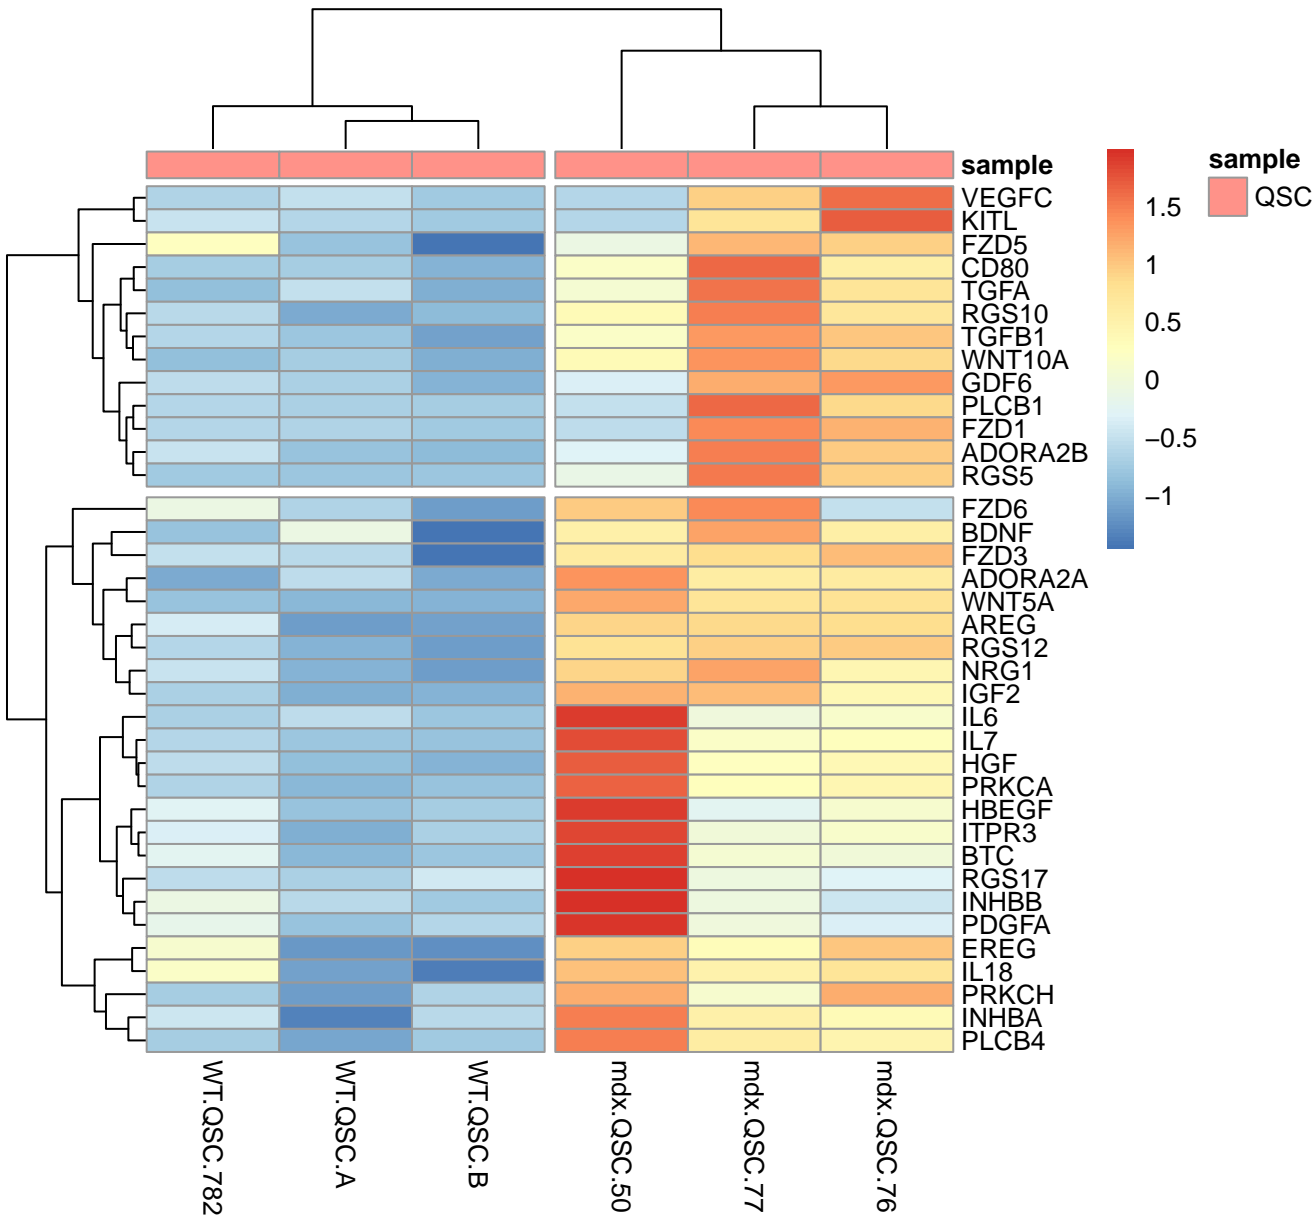 sample
VEGFC
KITL
FZD5
CD80
TGFA
RGS10
TGFB1
WNT10A
GDF6
PLCB1
FZD1
ADORA2B
RGS5
FZD6
BDNF
FZD3
ADORA2A
WNT5A
AREG
RGS12
NRG1
IGF2
IL6
IL7
HGF
PRKCA
HBEGF
ITPR3
BTC
RGS17
INHBB
PDGFA
EREG
IL18
PRKCH
INHBA
PLCB4
WT.QSC.782
WT.QSC.A
WT.QSC.B
mdx.QSC.50
mdx.QSC.77
mdx.QSC.76
1.5
1
0.5
0
−0.5
−1
sample
QSC